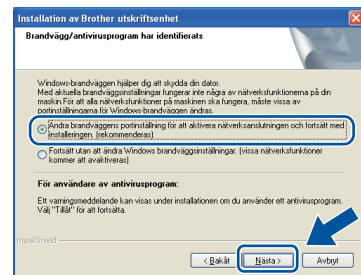 Installation av Brother utskriftsenhet
Brandvägg/antivirusprogram har identifierats
Windows-brandväggen hjälper dig att skydda din dator.
Med aktuella brandväggsinställningar fungerar inte några av nätverksfunktionerna på din
maskin.För att alla nätverksfunktioner på maskinen ska fungera, måste vissa av
portinställningarna för Windows-brandväggen ändras.
Ändra brandväggens portinställning för att aktivera nätverksanslutningen och fortsätt med
installeringen. (rekommenderas)
Fortsätt utan att ändra Windows brandväggsinställningar. (vissa nätverksfunktioner
kommer att avaktiveras)
För användare av antivirusprogram:
Ett varningsmeddelande kan visas under installationen om du använder ett antivirusprogram.
Välj "Tillåt" för att fortsätta.
InstallShield
< Bakåt
Nästa >
Avbryt